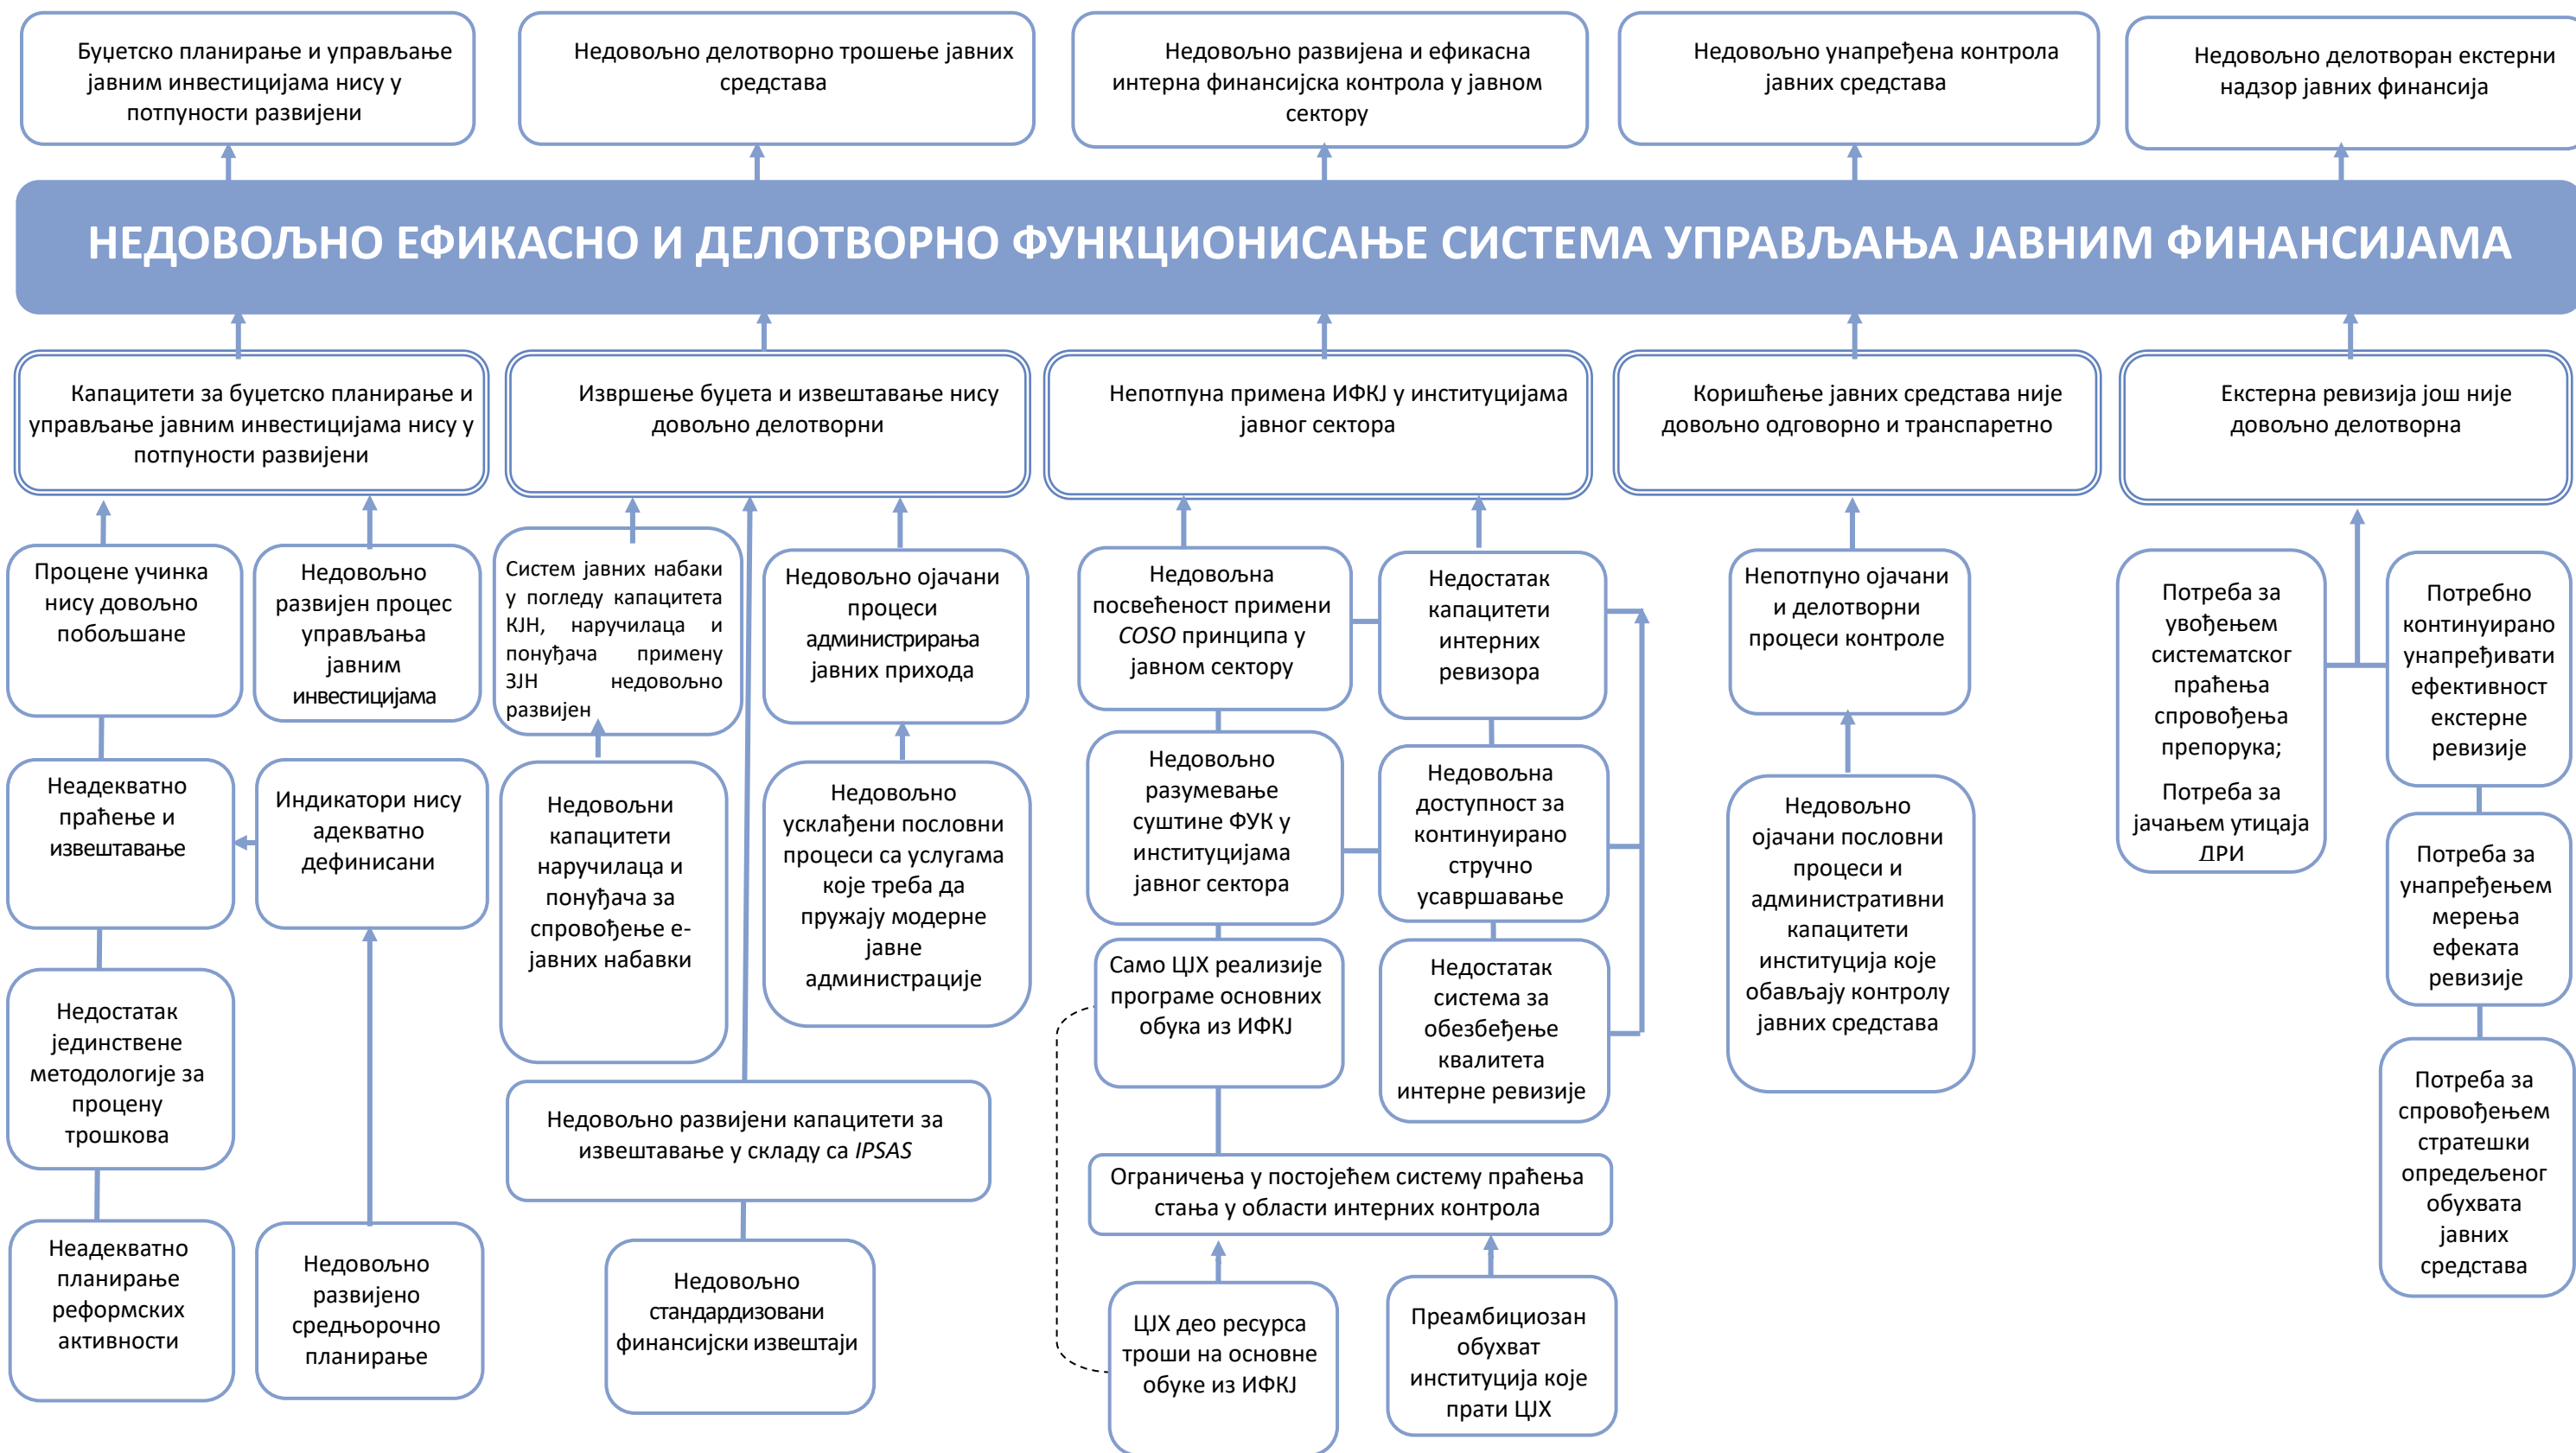 Буџетско планирање и управљање
јавним инвестицијама нису у
потпуности развијени
Недовољно делотворно трошење јавних
средстава
Недовољно развијена и ефикасна
интерна финансијска контрола у јавном
сектору
Недовољно унапређена контрола
јавних средстава
Недовољно делотворан екстерни
надзор јавних финансија
НЕДОВОЉНО ЕФИКАСНО И ДЕЛОТВОРНО ФУНКЦИОНИСАЊЕ СИСТЕМА УПРАВЉАЊА ЈАВНИМ ФИНАНСИЈАМА
Капацитети за буџетско планирање и
управљање јавним инвестицијама нису у
потпуности развијени
Извршење буџета и извештавање нису
довољно делотворни
Непотпуна примена ИФКЈ у институцијама
јавног сектора
Коришћење јавних средстава није
довољно одговорно и транспаретно
Екстерна ревизија још није
довољно делотворна
Процене учинка
нису довољно
побољшане
Недовољно
развијен процес
управљања
јавним
инвестицијама
Систем јавних набаки
у погледу капацитета
КЈН, наручилаца и
понуђача примену
ЗЈН недовољно
развијен
Недовољно ојачани
процеси
администрирања
јавних прихода
Недовољна
посвећеност примени
COSO принципа у
јавном сектору
Недостатак
капацитети
интерних
ревизора
Непотпуно ојачани
и делотворни
процеси контроле
Потреба за
увођењем
систематског
праћења
спровођења
препорука;
Потреба за
јачањем утицаја
ДРИ
Потребно
континуирано
унапређивати
ефективност
екстерне
ревизије
Неадекватно
праћење и
извештавање
Индикатори нису
адекватно
дефинисани
Недовољни
капацитети
наручилаца и
понуђача за
спровођење е-
јавних набавки
Недовољно
усклађени пословни
процеси са услугама
које треба да
пружају модерне
јавне
администрације
Недовољно
разумевање
суштине ФУК у
институцијама
јавног сектора
Недовољна
доступност за
континуирано
стручно
усавршавање
Недовољно
ојачани пословни
процеси и
административни
капацитети
институција које
обављају контролу
јавних средстава
Потреба за
унапређењем
мерења
ефеката
ревизије
Недостатак
јединствене
методологије за
процену
трошкова
Само ЦЈХ реализије
програме основних
обука из ИФКЈ
Недостатак
система за
обезбеђење
квалитета
интерне ревизије
Недовољно развијени капацитети за
извештавање у складу са IPSAS
Ограничења у постојећем систему праћења
стања у области интерних контрола
Потреба за
спровођењем
стратешки
опредељеног
обухвата
јавних
средстава
Неадекватно
планирање
реформских
активности
Недовољно
развијено
средњорочно
планирање
Недовољно
стандардизовани
финансијски извештаји
ЦЈХ део ресурса
троши на основне
обуке из ИФКЈ
Преамбициозан
обухват
институција које
прати ЦЈХ